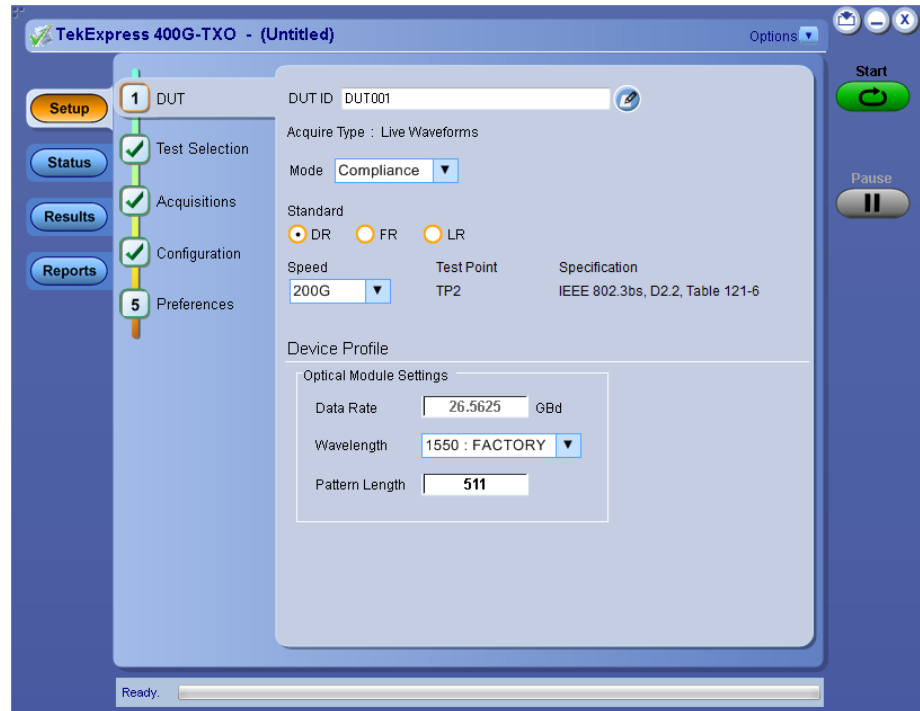 TekExpress 400G-TXO - (Untitled)
Options
Start
Pause
Setup
Status
Results
Reports
1 DUT
Test Selection
Acquisitions
Configuration
5 Preferences
DUT ID DUT001
Acquire Type : Live Waveforms
Mode Compliance
Standard
DR FR LR
Speed Test Point Specification
200G TP2 IEEE 802.3bs, D2.2, Table 121-6
Device Profile
Optical Module Settings
Data Rate 26.5625 GBd
Wavelength 1550 : FACTORY
Pattern Length 511
Ready.